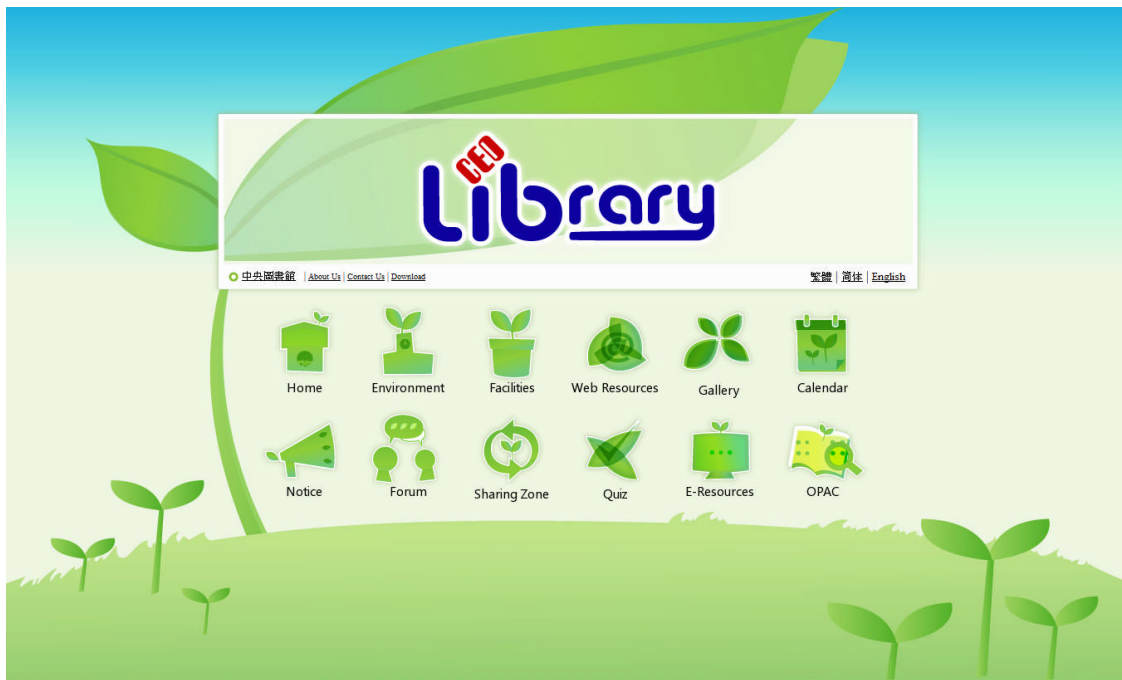 CEO
Library
中央圖書館 | About Us | Contact Us | Download
繁體 | 简体 | English
Home Environment Facilities Web Resources Gallery Calendar
Notice Forum Sharing Zone Quiz E-Resources OPAC